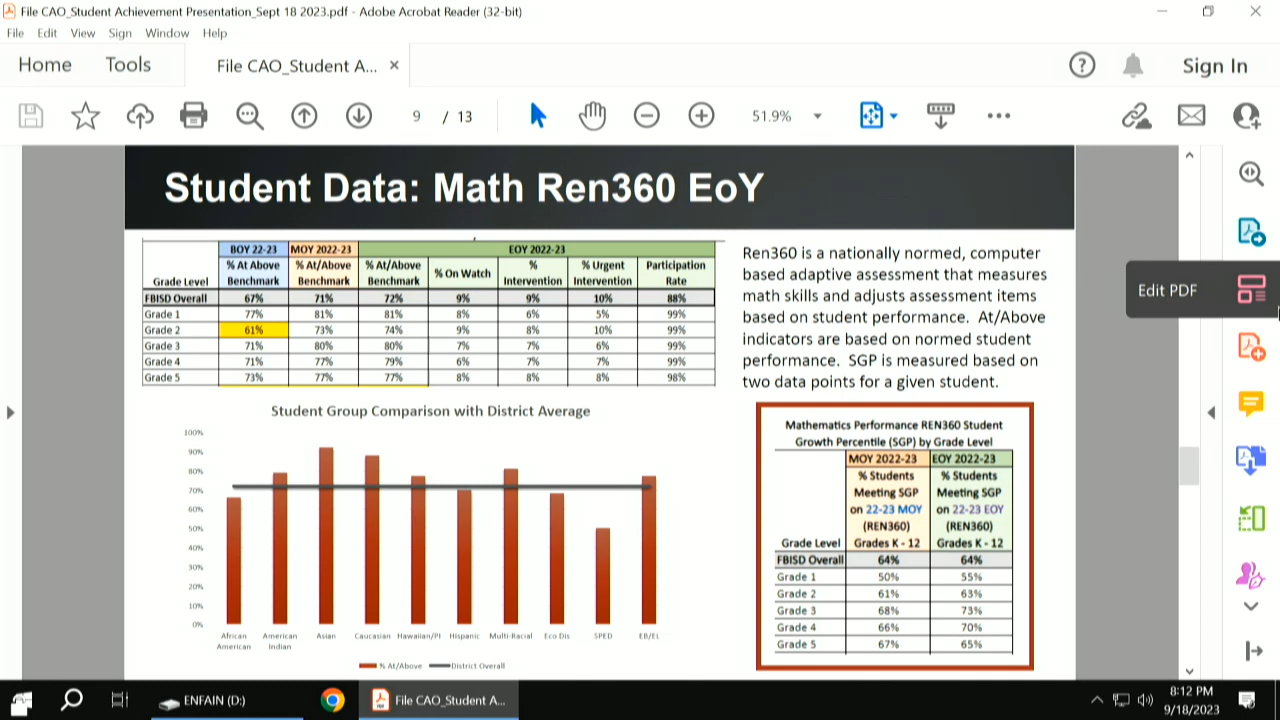 File CAO_Student Achievement Presentation_Sept 18 2023.pdf - Adobe Acrobat Reader (32-bit)
File Edit View Sign Window Help
Home Tools File CAO_Student A... × Sign In
9 / 13 51.9%
Student Data: Math Ren360 EoY
BOY 22-23 MOY 2022-23 EOY 2022-23
Grade Level % At Above Benchmark % At/Above Benchmark % At/Above Benchmark % On Watch % Intervention % Urgent Intervention Participation Rate
FBISD Overall 67% 71% 72% 9% 9% 10% 88%
Grade 1 77% 81% 81% 8% 6% 5% 99%
Grade 2 61% 73% 74% 9% 8% 10% 99%
Grade 3 71% 80% 80% 7% 7% 6% 99%
Grade 4 71% 77% 79% 6% 7% 7% 99%
Grade 5 73% 77% 77% 8% 8% 8% 98%
Ren360 is a nationally normed, computer
based adaptive assessment that measures
math skills and adjusts assessment items
based on student performance. At/Above
indicators are based on normed student
performance. SGP is measured based on
two data points for a given student.
Edit PDF
Student Group Comparison with District Average
100%
90%
80%
70%
60%
50%
40%
30%
20%
10%
0%
African American American Indian Asian Caucasian Hawaiian/PI Hispanic Multi-Racial Eco Dis SPED EB/EL
% At/Above District Overall
Mathematics Performance REN360 Student
Growth Percentile (SGP) by Grade Level
MOY 2022-23 EOY 2022-23
% Students % Students
Meeting SGP Meeting SGP
on 22-23 MOY on 22-23 EOY
(REN360) (REN360)
Grade Level Grades K - 12 Grades K - 12
FBISD Overall 64% 64%
Grade 1 50% 55%
Grade 2 61% 63%
Grade 3 68% 73%
Grade 4 66% 70%
Grade 5 67% 65%
ENFAIN (D:) File CAO_Student A... 8:12 PM
9/18/2023